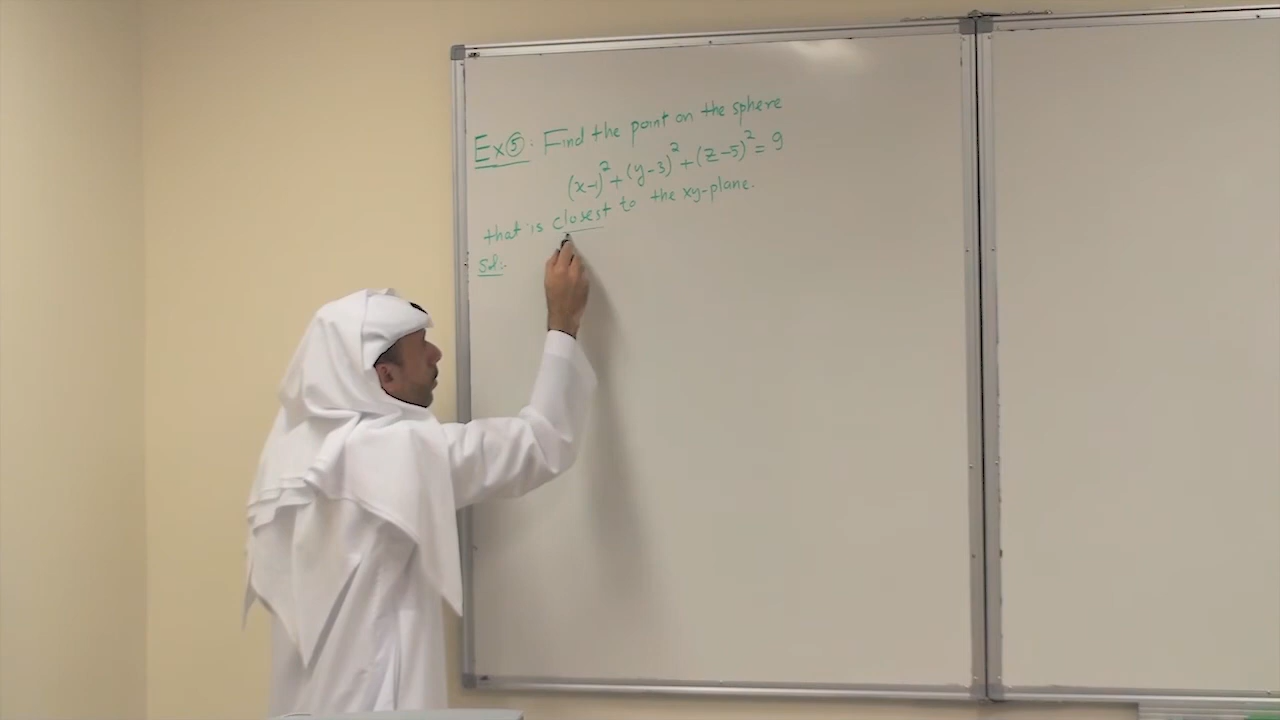 Ex⑤: Find the point on the sphere
(x-1)²+(y-3)²+(z-5)²=9
that is closest to the xy-plane.
Sol: